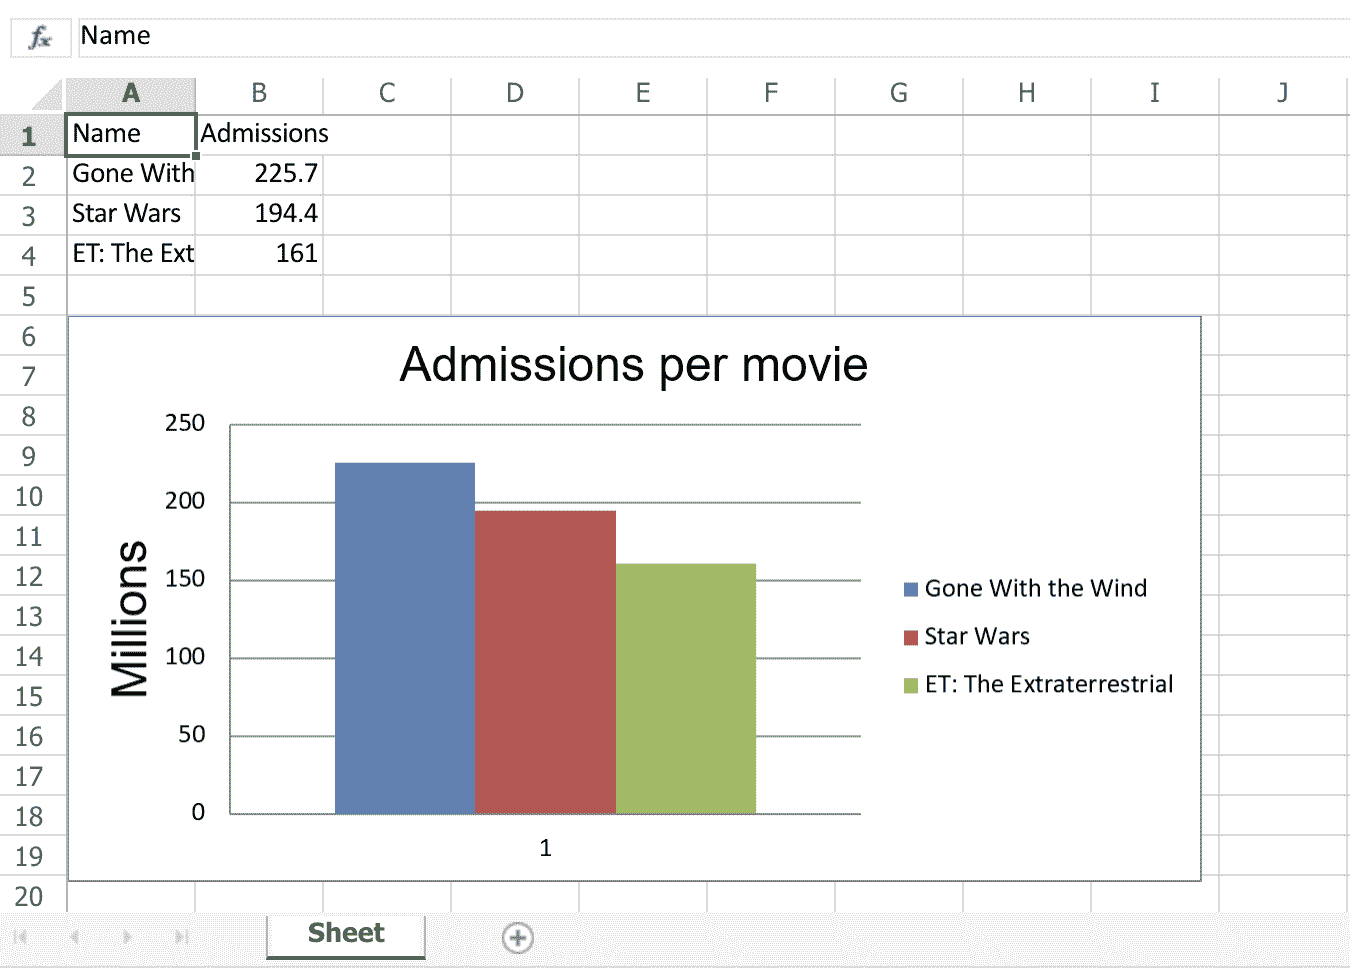 fx Name
A B C D E F G H I J
1 Name Admissions
2 Gone With 225.7
3 Star Wars 194.4
4 ET: The Ext 161
5
6
7
8
9
10
11
12
13
14
15
16
17
18
19
20
Admissions per movie
Millions
250
200
150
100
50
0
1
Gone With the Wind
Star Wars
ET: The Extraterrestrial
Sheet